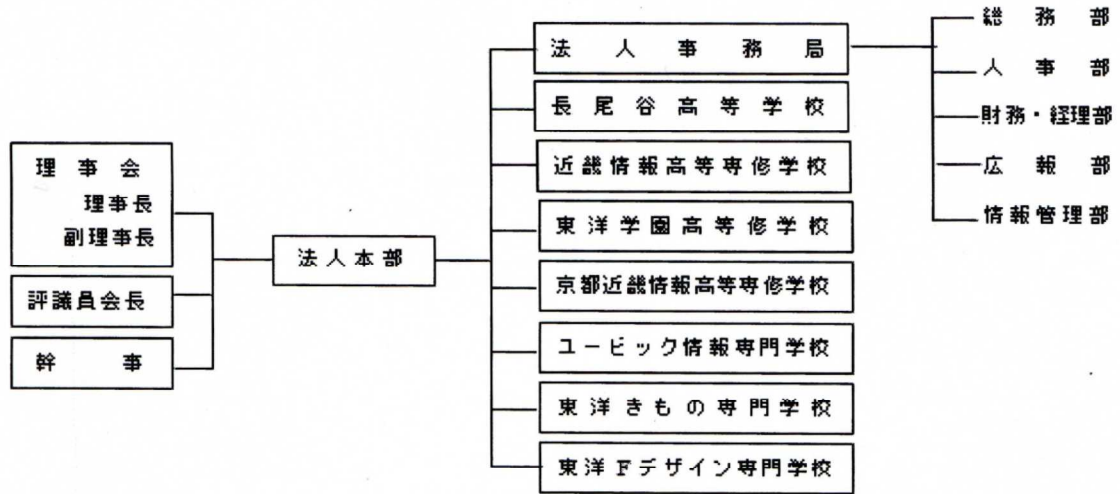 理事会
理事長
副理事長
評議員会長
幹事
法人本部
法人事務局
長尾谷高等学校
近畿情報高等専修学校
東洋学園高等修学校
京都近畿情報高等専修学校
ユービック情報専門学校
東洋きもの専門学校
東洋Fデザイン専門学校
総務部
人事部
財務・経理部
広報部
情報管理部